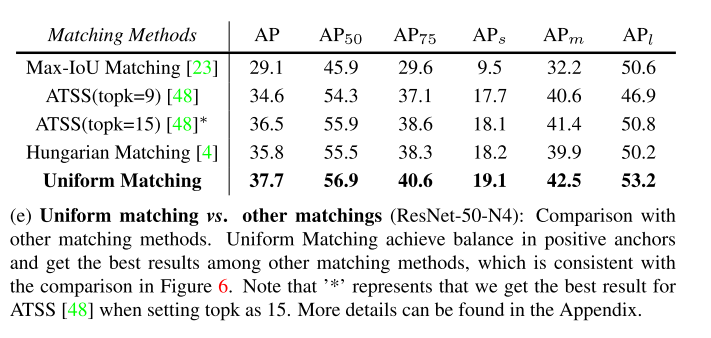 Matching Methods AP AP50 AP75 APs APm APl
Max-IoU Matching [23] 29.1 45.9 29.6 9.5 32.2 50.6
ATSS(topk=9) [48] 34.6 54.3 37.1 17.7 40.6 46.9
ATSS(topk=15) [48]* 36.5 55.9 38.6 18.1 41.4 50.8
Hungarian Matching [4] 35.8 55.5 38.3 18.2 39.9 50.2
Uniform Matching 37.7 56.9 40.6 19.1 42.5 53.2
(e) Uniform matching vs. other matchings (ResNet-50-N4): Comparison with
other matching methods. Uniform Matching achieve balance in positive anchors
and get the best results among other matching methods, which is consistent with
the comparison in Figure 6. Note that '*' represents that we get the best result for
ATSS [48] when setting topk as 15. More details can be found in the Appendix.